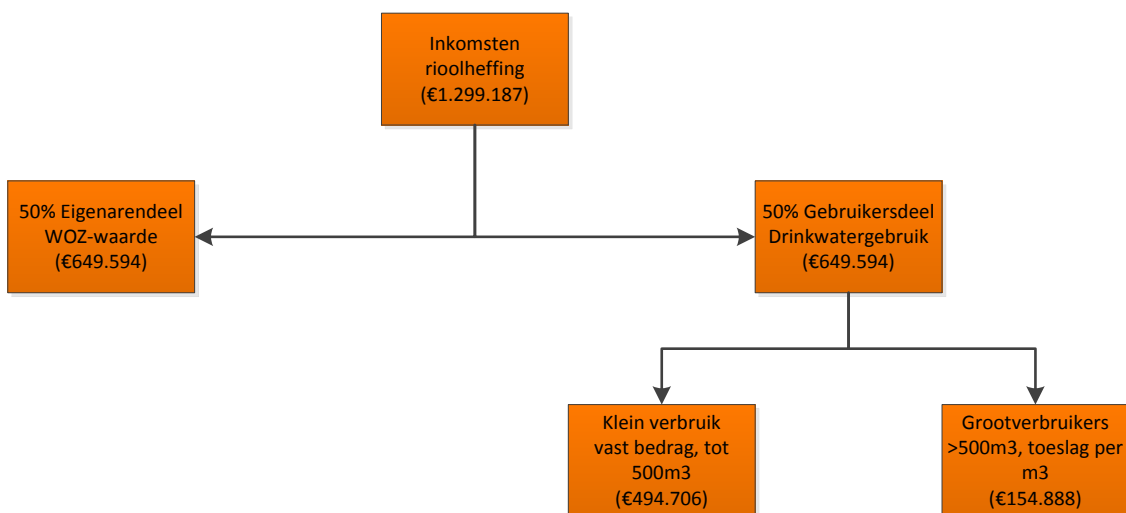 Inkomsten
rioolheffing
(€1.299.187)
50% Eigenarendeel
WOZ-waarde
(€649.594)
50% Gebruikersdeel
Drinkwatergebruik
(€649.594)
Klein verbruik
vast bedrag, tot
500m3
(€494.706)
Grootverbruikers
>500m3, toeslag per
m3
(€154.888)